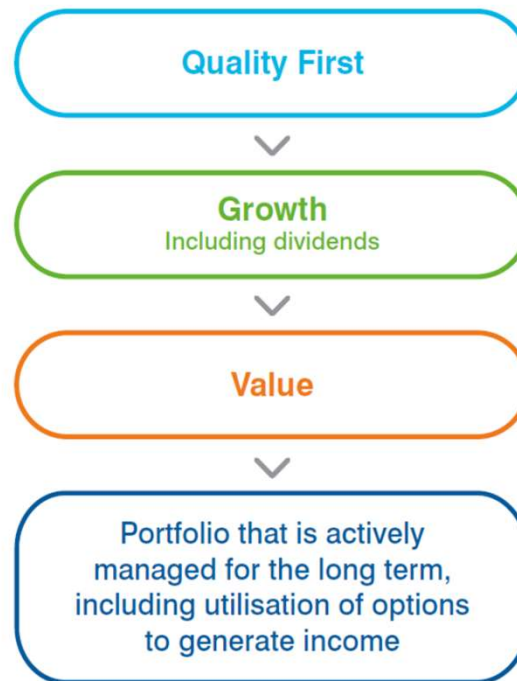 Quality First
Growth
Including dividends
Value
Portfolio that is actively
managed for the long term,
including utilisation of options
to generate income